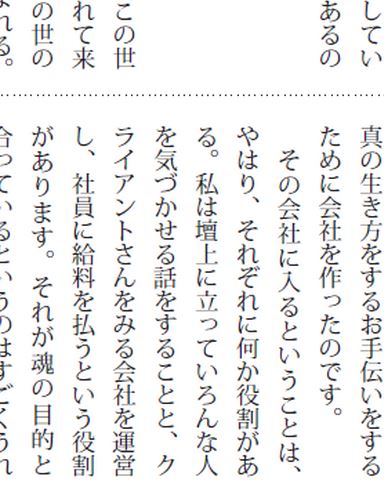 してい
あるの
この世
れて来
の世の
れる。
真の生き方をするお手伝いをする
ために会社を作ったのです。
その会社に入るということは、
やはり、それぞれに何か役割があ
る。私は壇上に立っていろんな人
を気づかせる話をすることと、ク
ライアントさんをみる会社を運営
し、社員に給料を払うという役割
があります。それが魂の目的と
合っているというのはすごくうれ